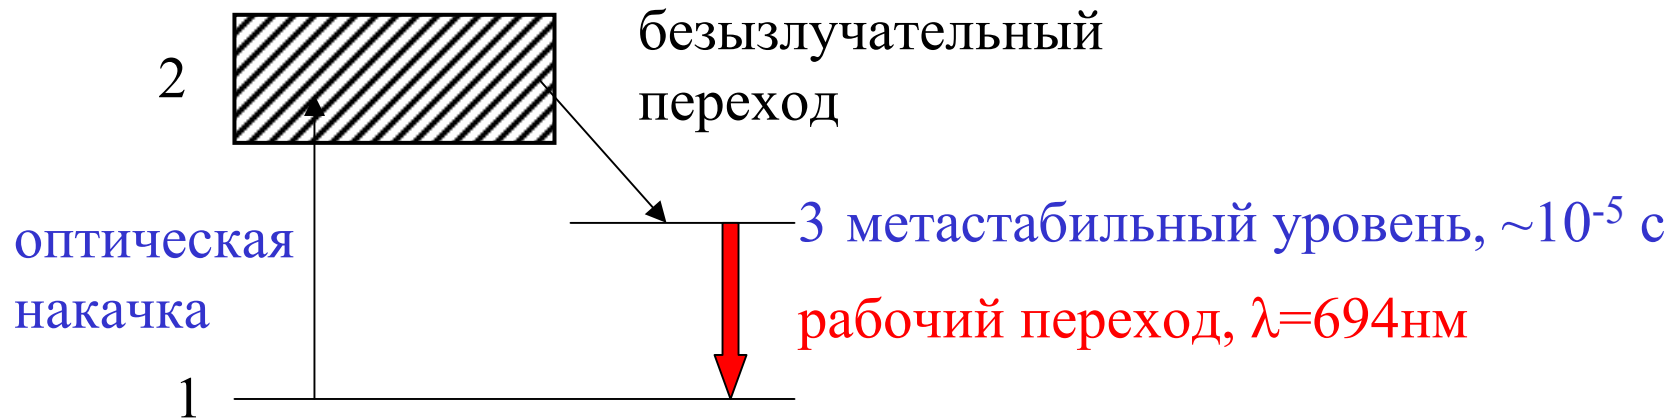 2
безызлучательный
переход
оптическая
накачка
3 метастабильный уровень, ~10⁻⁵ с
рабочий переход, λ=694нм
1